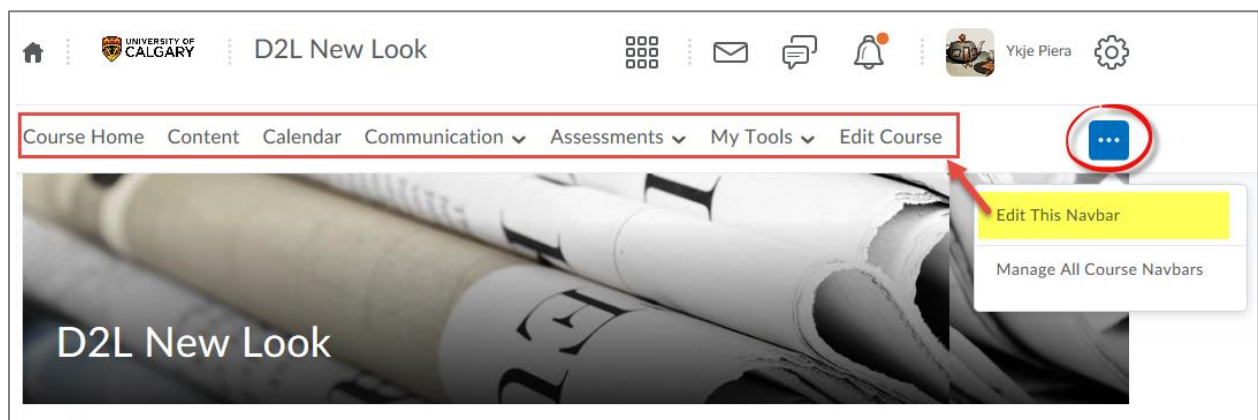 UNIVERSITY OF
CALGARY
D2L New Look
Ykje Piera
Course Home Content Calendar Communication Assessments My Tools Edit Course
Edit This Navbar
Manage All Course Navbars
D2L New Look